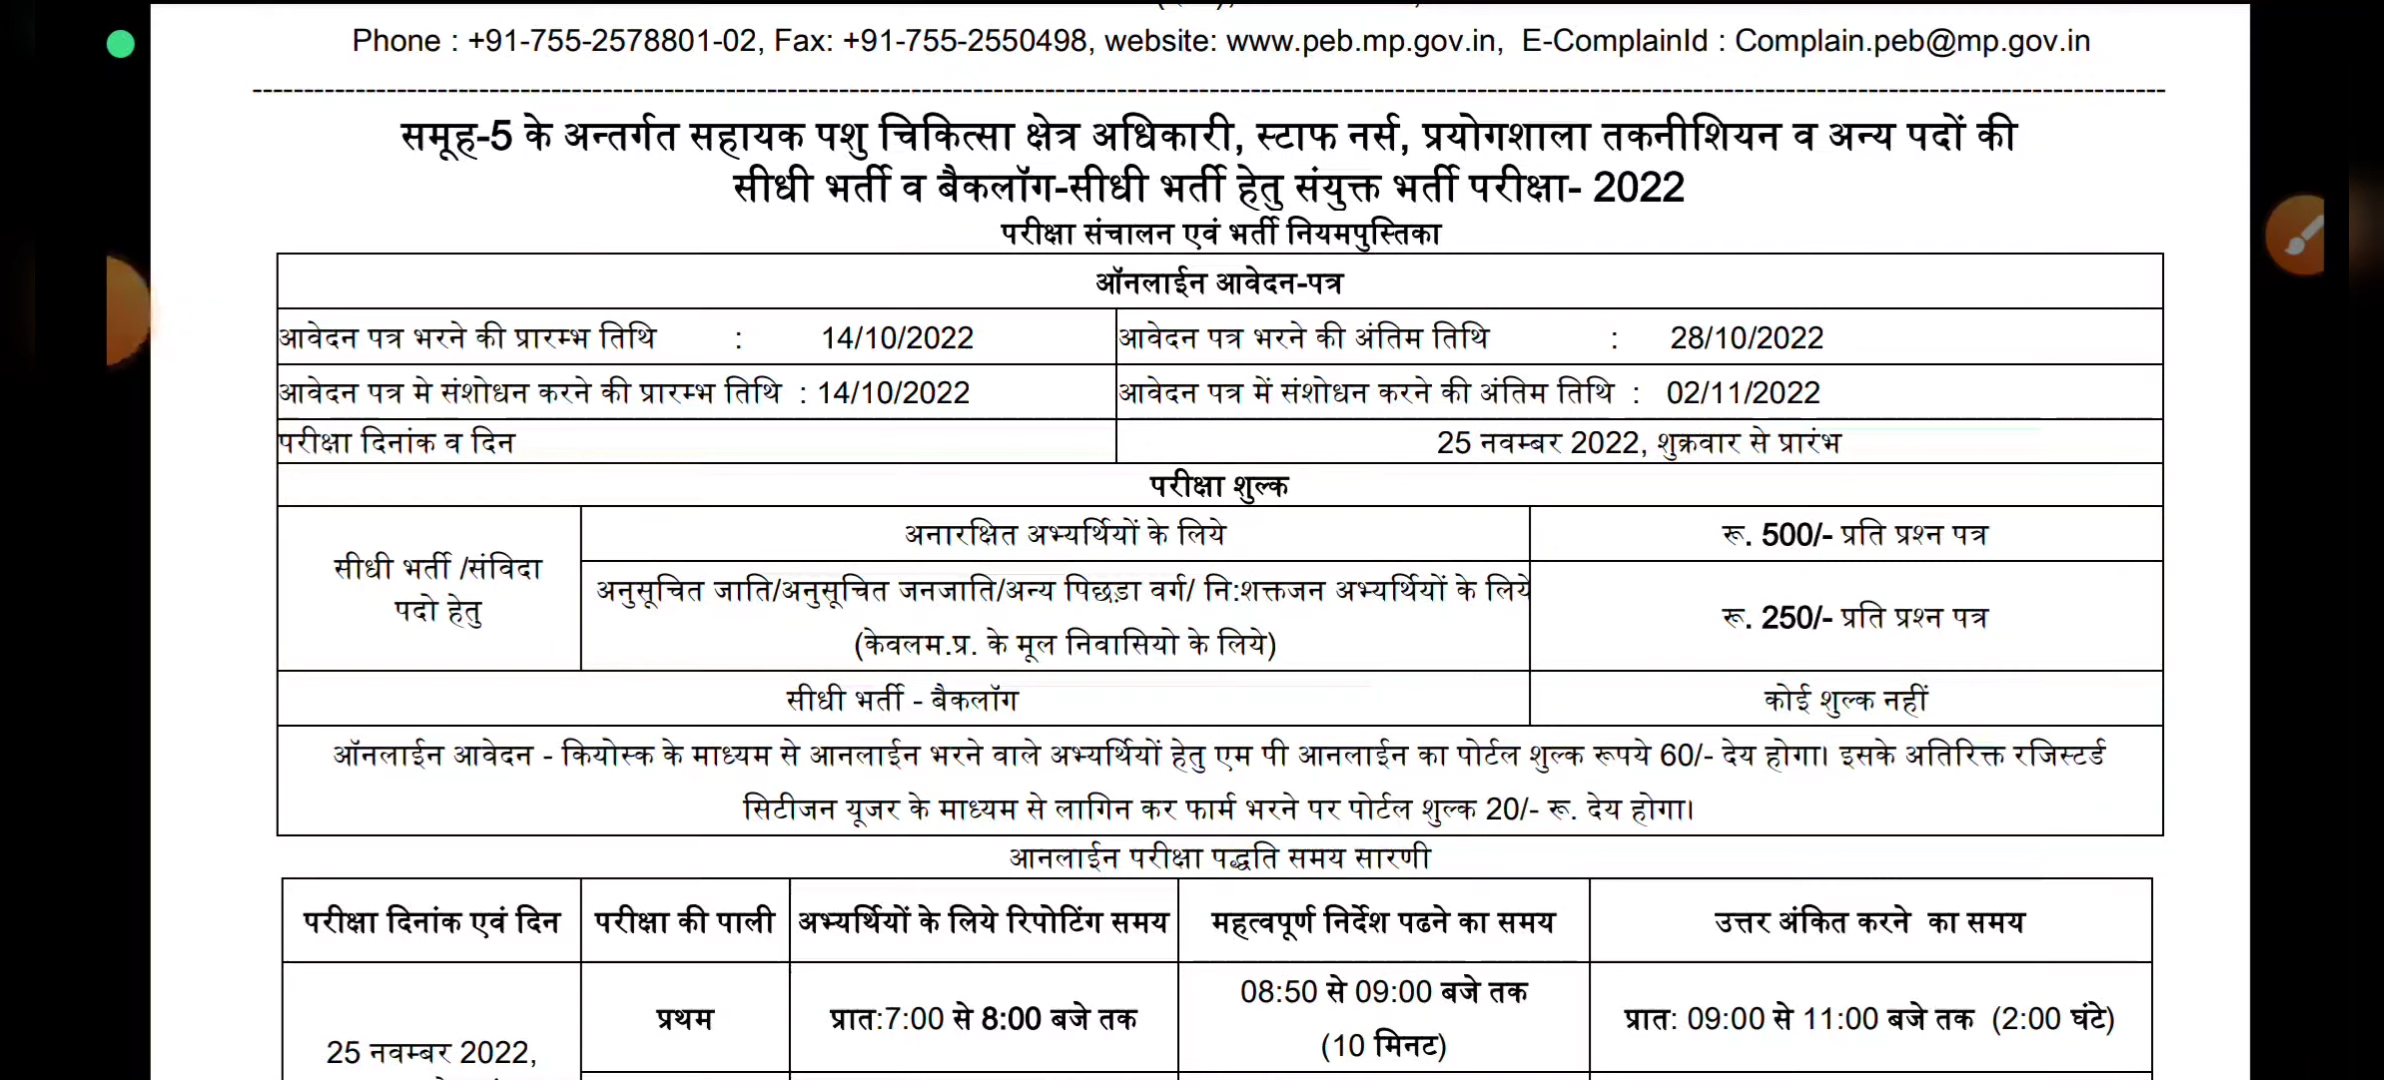 Phone : +91-755-2578801-02, Fax: +91-755-2550498, website: www.peb.mp.gov.in, E-ComplainId : Complain.peb@mp.gov.in
समूह-5 के अन्तर्गत सहायक पशु चिकित्सा क्षेत्र अधिकारी, स्टाफ नर्स, प्रयोगशाला तकनीशियन व अन्य पदों की
सीधी भर्ती व बैकलॉग-सीधी भर्ती हेतु संयुक्त भर्ती परीक्षा- 2022
परीक्षा संचालन एवं भर्ती नियमपुस्तिका
ऑनलाईन आवेदन-पत्र
आवेदन पत्र भरने की प्रारम्भ तिथि : 14/10/2022 आवेदन पत्र भरने की अंतिम तिथि : 28/10/2022
आवेदन पत्र मे संशोधन करने की प्रारम्भ तिथि : 14/10/2022 आवेदन पत्र में संशोधन करने की अंतिम तिथि : 02/11/2022
परीक्षा दिनांक व दिन 25 नवम्बर 2022, शुक्रवार से प्रारंभ
परीक्षा शुल्क
सीधी भर्ती /संविदा
पदो हेतु
अनारक्षित अभ्यर्थियों के लिये रू. 500/- प्रति प्रश्न पत्र
अनुसूचित जाति/अनुसूचित जनजाति/अन्य पिछड़ा वर्ग/ नि:शक्तजन अभ्यर्थियों के लिये
(केवलम.प्र. के मूल निवासियो के लिये)
रू. 250/- प्रति प्रश्न पत्र
सीधी भर्ती - बैकलॉग कोई शुल्क नहीं
ऑनलाईन आवेदन - कियोस्क के माध्यम से आनलाईन भरने वाले अभ्यर्थियों हेतु एम पी आनलाईन का पोर्टल शुल्क रूपये 60/- देय होगा। इसके अतिरिक्त रजिस्टर्ड
सिटीजन यूजर के माध्यम से लागिन कर फार्म भरने पर पोर्टल शुल्क 20/- रू. देय होगा।
आनलाईन परीक्षा पद्धति समय सारणी
परीक्षा दिनांक एवं दिन परीक्षा की पाली अभ्यर्थियों के लिये रिपोटिंग समय महत्वपूर्ण निर्देश पढने का समय उत्तर अंकित करने का समय
25 नवम्बर 2022,
प्रथम प्रात:7:00 से 8:00 बजे तक
08:50 से 09:00 बजे तक
(10 मिनट)
प्रात: 09:00 से 11:00 बजे तक (2:00 घंटे)